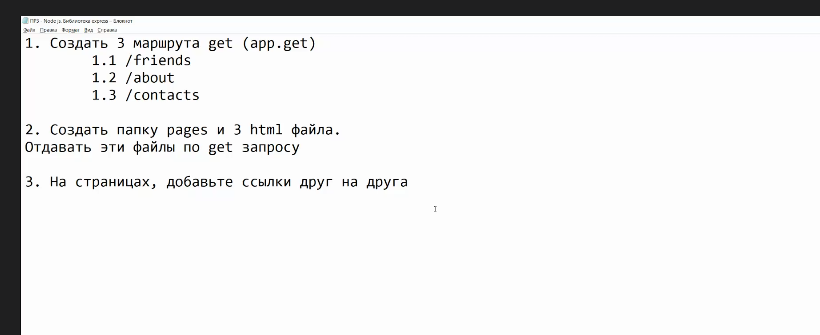 ПР3 - Node.js. Библиотека express - Блокнот
Файл Правка Формат Вид Справка
1. Создать 3 маршрута get (app.get)
1.1 /friends
1.2 /about
1.3 /contacts
2. Создать папку pages и 3 html файла.
Отдавать эти файлы по get запросу
3. На страницах, добавьте ссылки друг на друга